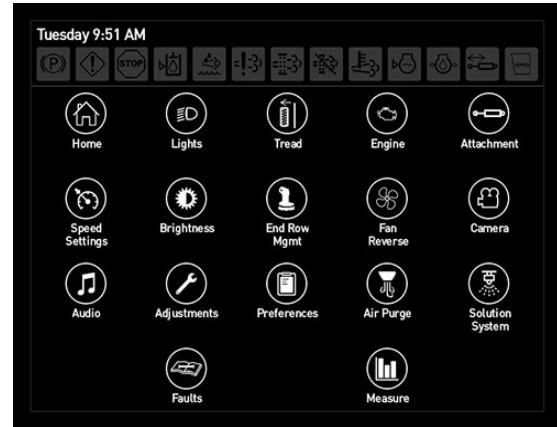 Tuesday 9:51 AM
STOP
Home Lights Tread Engine Attachment
Speed Settings Brightness End Row Mgmt Fan Reverse Camera
Audio Adjustments Preferences Air Purge Solution System
Faults Measure